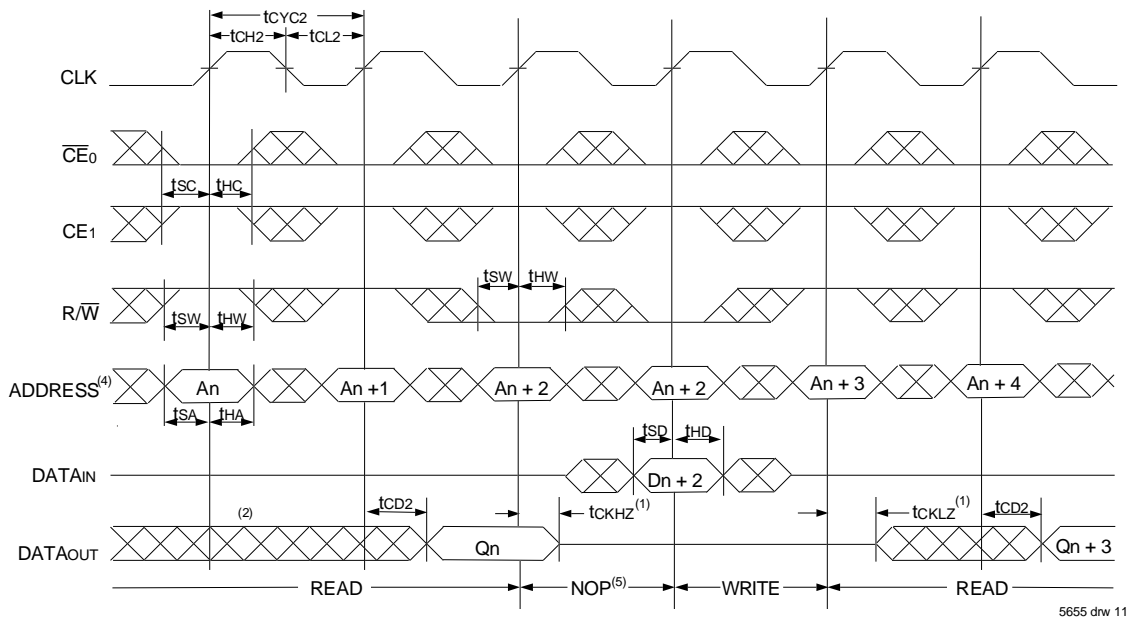 tCYC2
tCH2 tCL2
CLK
CE0
tSC tHC
CE1
tSW tHW
R/W
tSW tHW
ADDRESS(4) An An + 1 An + 2 An + 2 An + 3 An + 4
tSA tHA
tSD tHD
DATAIN Dn + 2
tCD2 tCKHZ(1) tCKLZ(1) tCD2
(2)
DATAOUT Qn Qn + 3
READ NOP(5) WRITE READ
5655 drw 11